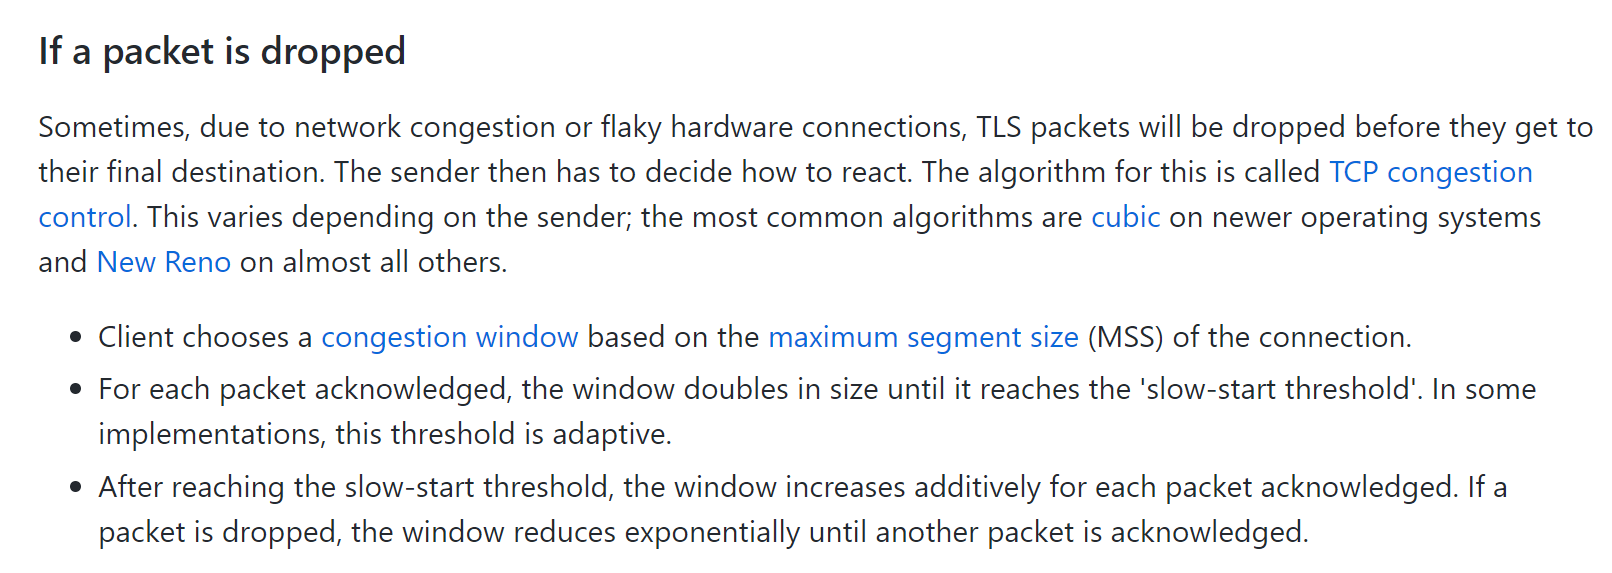 If a packet is dropped
Sometimes, due to network congestion or flaky hardware connections, TLS packets will be dropped before they get to
their final destination. The sender then has to decide how to react. The algorithm for this is called TCP congestion
control. This varies depending on the sender; the most common algorithms are cubic on newer operating systems
and New Reno on almost all others.
• Client chooses a congestion window based on the maximum segment size (MSS) of the connection.
• For each packet acknowledged, the window doubles in size until it reaches the 'slow-start threshold'. In some
implementations, this threshold is adaptive.
• After reaching the slow-start threshold, the window increases additively for each packet acknowledged. If a
packet is dropped, the window reduces exponentially until another packet is acknowledged.